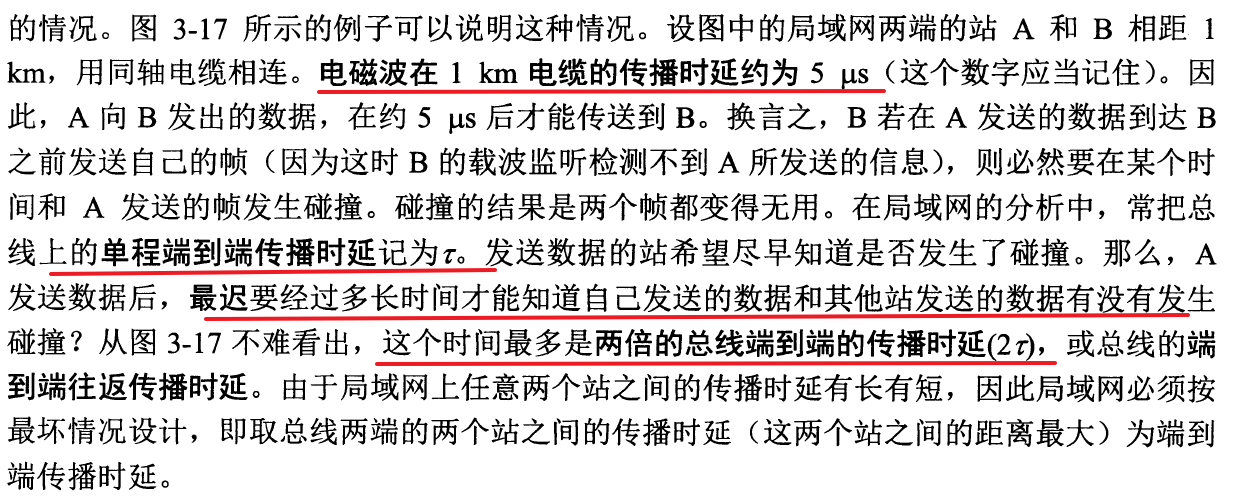 的情况。图 3-17 所示的例子可以说明这种情况。设图中的局域网两端的站 A 和 B 相距 1
km，用同轴电缆相连。电磁波在 1 km 电缆的传播时延约为 5 μs（这个数字应当记住）。因
此，A 向 B 发出的数据，在约 5 μs 后才能传送到 B。换言之，B 若在 A 发送的数据到达 B
之前发送自己的帧（因为这时 B 的载波监听检测不到 A 所发送的信息），则必然要在某个时
间和 A 发送的帧发生碰撞。碰撞的结果是两个帧都变得无用。在局域网的分析中，常把总
线上的单程端到端传播时延记为τ。发送数据的站希望尽早知道是否发生了碰撞。那么，A
发送数据后，最迟要经过多长时间才能知道自己发送的数据和其他站发送的数据有没有发生
碰撞？从图 3-17 不难看出，这个时间最多是两倍的总线端到端的传播时延(2τ)，或总线的端
到端往返传播时延。由于局域网上任意两个站之间的传播时延有长有短，因此局域网必须按
最坏情况设计，即取总线两端的两个站之间的传播时延（这两个站之间的距离最大）为端到
端传播时延。